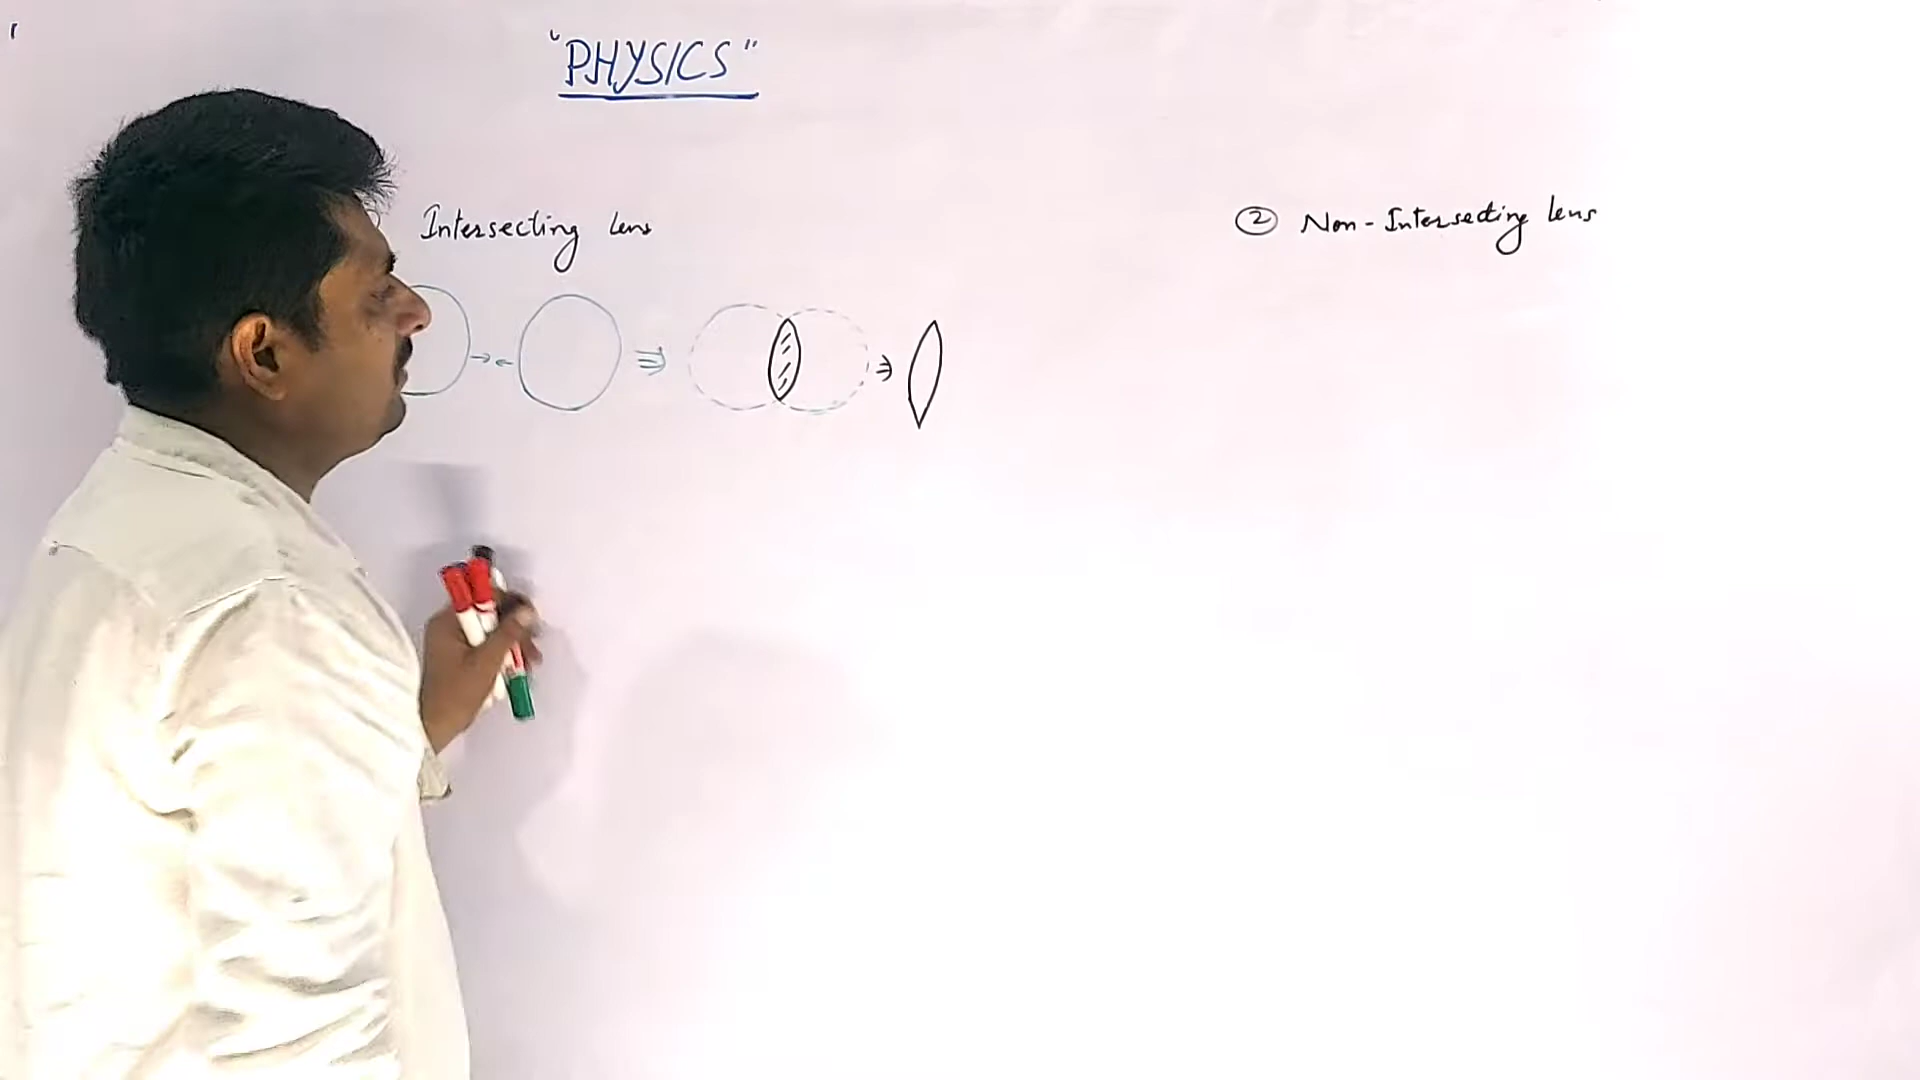 "PHYSICS"
Intersecting lens
② Non-Intersecting lens